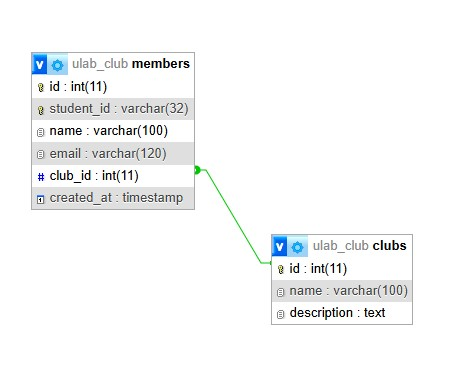 v ulab_club members
id : int(11)
student_id : varchar(32)
name : varchar(100)
email : varchar(120)
# club_id : int(11)
created_at : timestamp
v ulab_club clubs
id : int(11)
name : varchar(100)
description : text